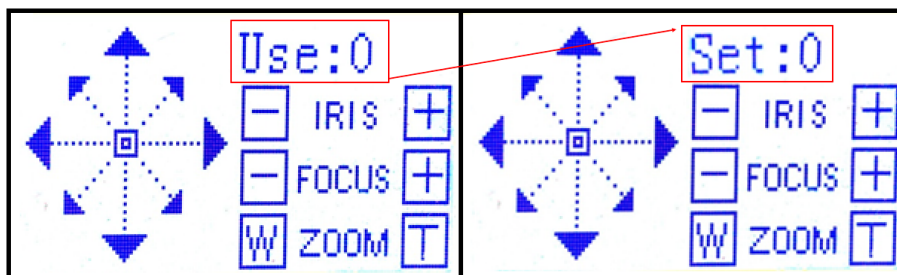 Use:0
- IRIS +
- FOCUS +
W ZOOM T
Set:0
- IRIS +
- FOCUS +
W ZOOM T